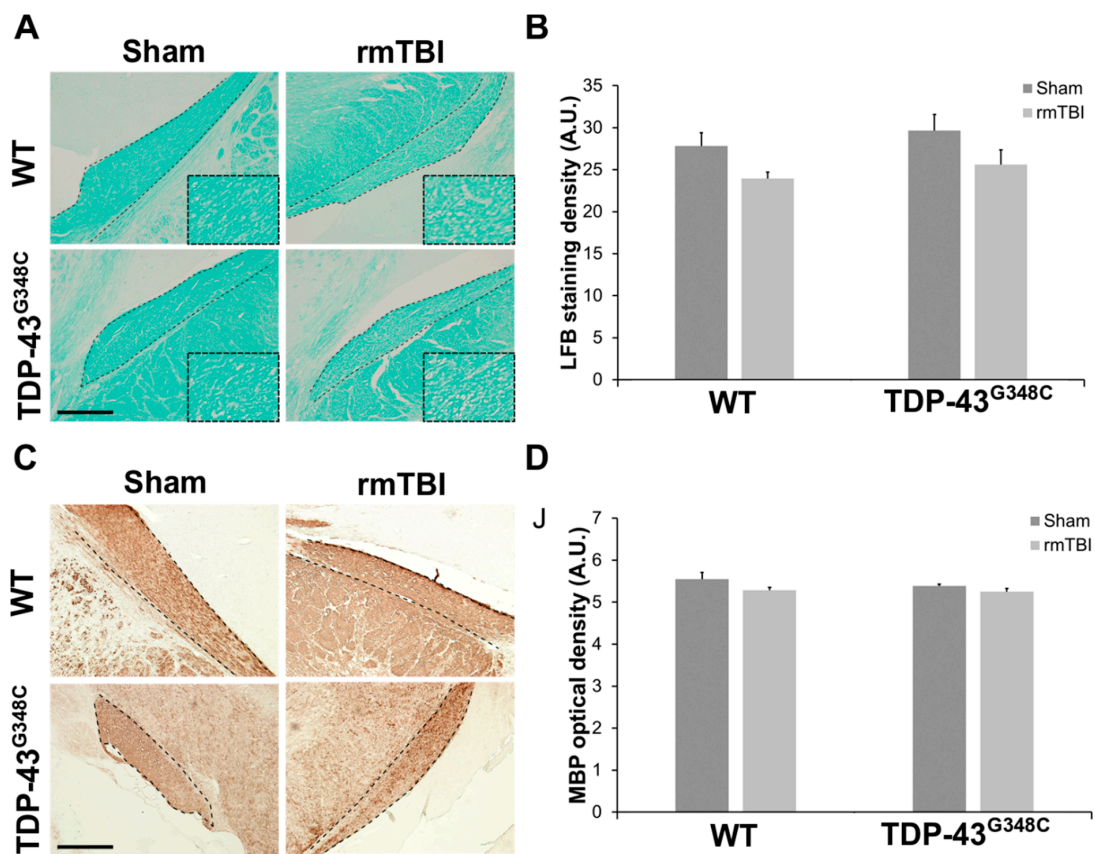 A
Sham
rmTBI
WT
TDP-43G348C
B
LFB staining density (A.U.)
35
30
25
20
15
10
5
0
Sham
rmTBI
WT
TDP-43G348C
C
Sham
rmTBI
WT
TDP-43G348C
D
J
MBP optical density (A.U.)
7
6
5
4
3
2
1
0
Sham
rmTBI
WT
TDP-43G348C